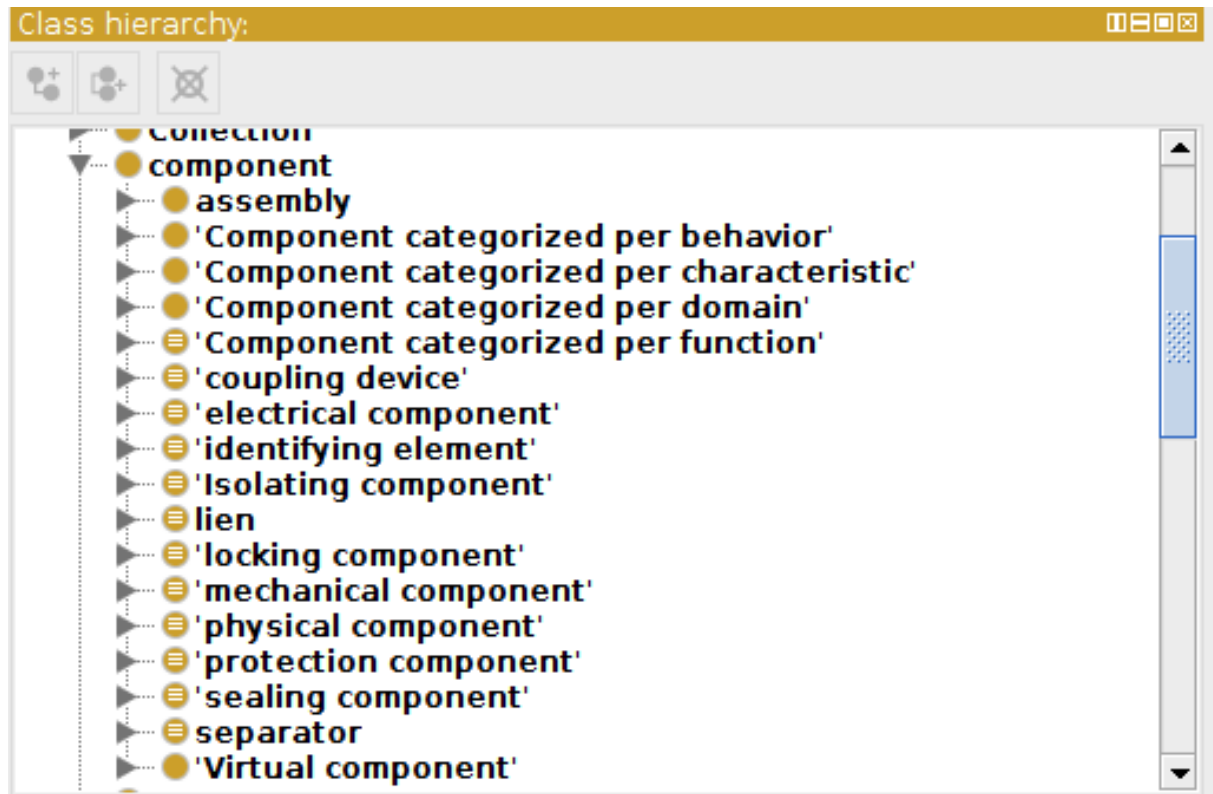 Class hierarchy:
Collection
component
assembly
'Component categorized per behavior'
'Component categorized per characteristic'
'Component categorized per domain'
'Component categorized per function'
'coupling device'
'electrical component'
'identifying element'
'Isolating component'
lien
'locking component'
'mechanical component'
'physical component'
'protection component'
'sealing component'
separator
'Virtual component'